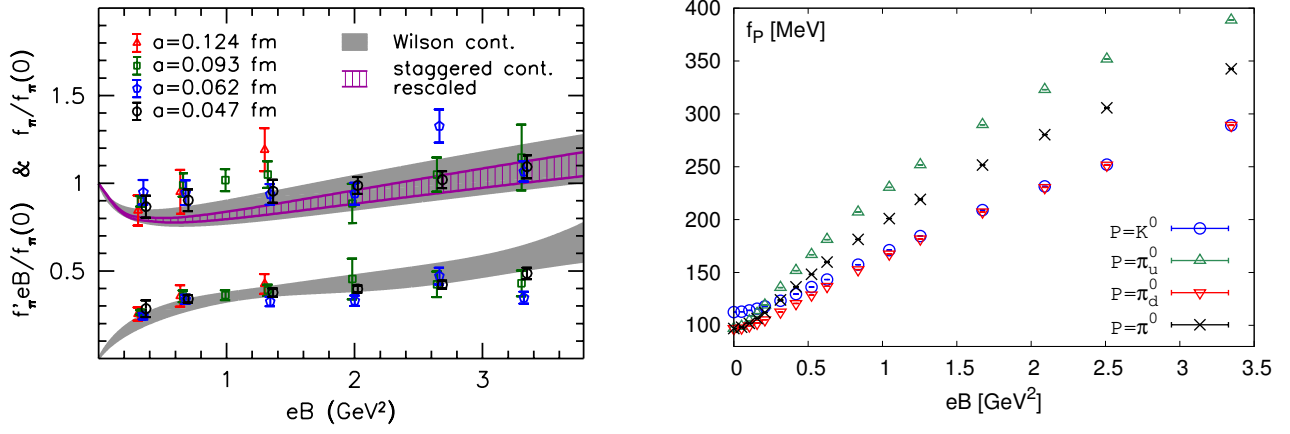 f'π eB/fπ(0) & fπ/fπ(0)
a=0.124 fm
a=0.093 fm
a=0.062 fm
a=0.047 fm
Wilson cont.
staggered cont.
rescaled
1.5
1
0.5
1 2 3
eB (GeV²)
fP [MeV]
400
350
300
250
200
150
100
P=K⁰
P=π⁰u
P=π⁰d
P=π⁰
0 0.5 1 1.5 2 2.5 3 3.5
eB [GeV²]